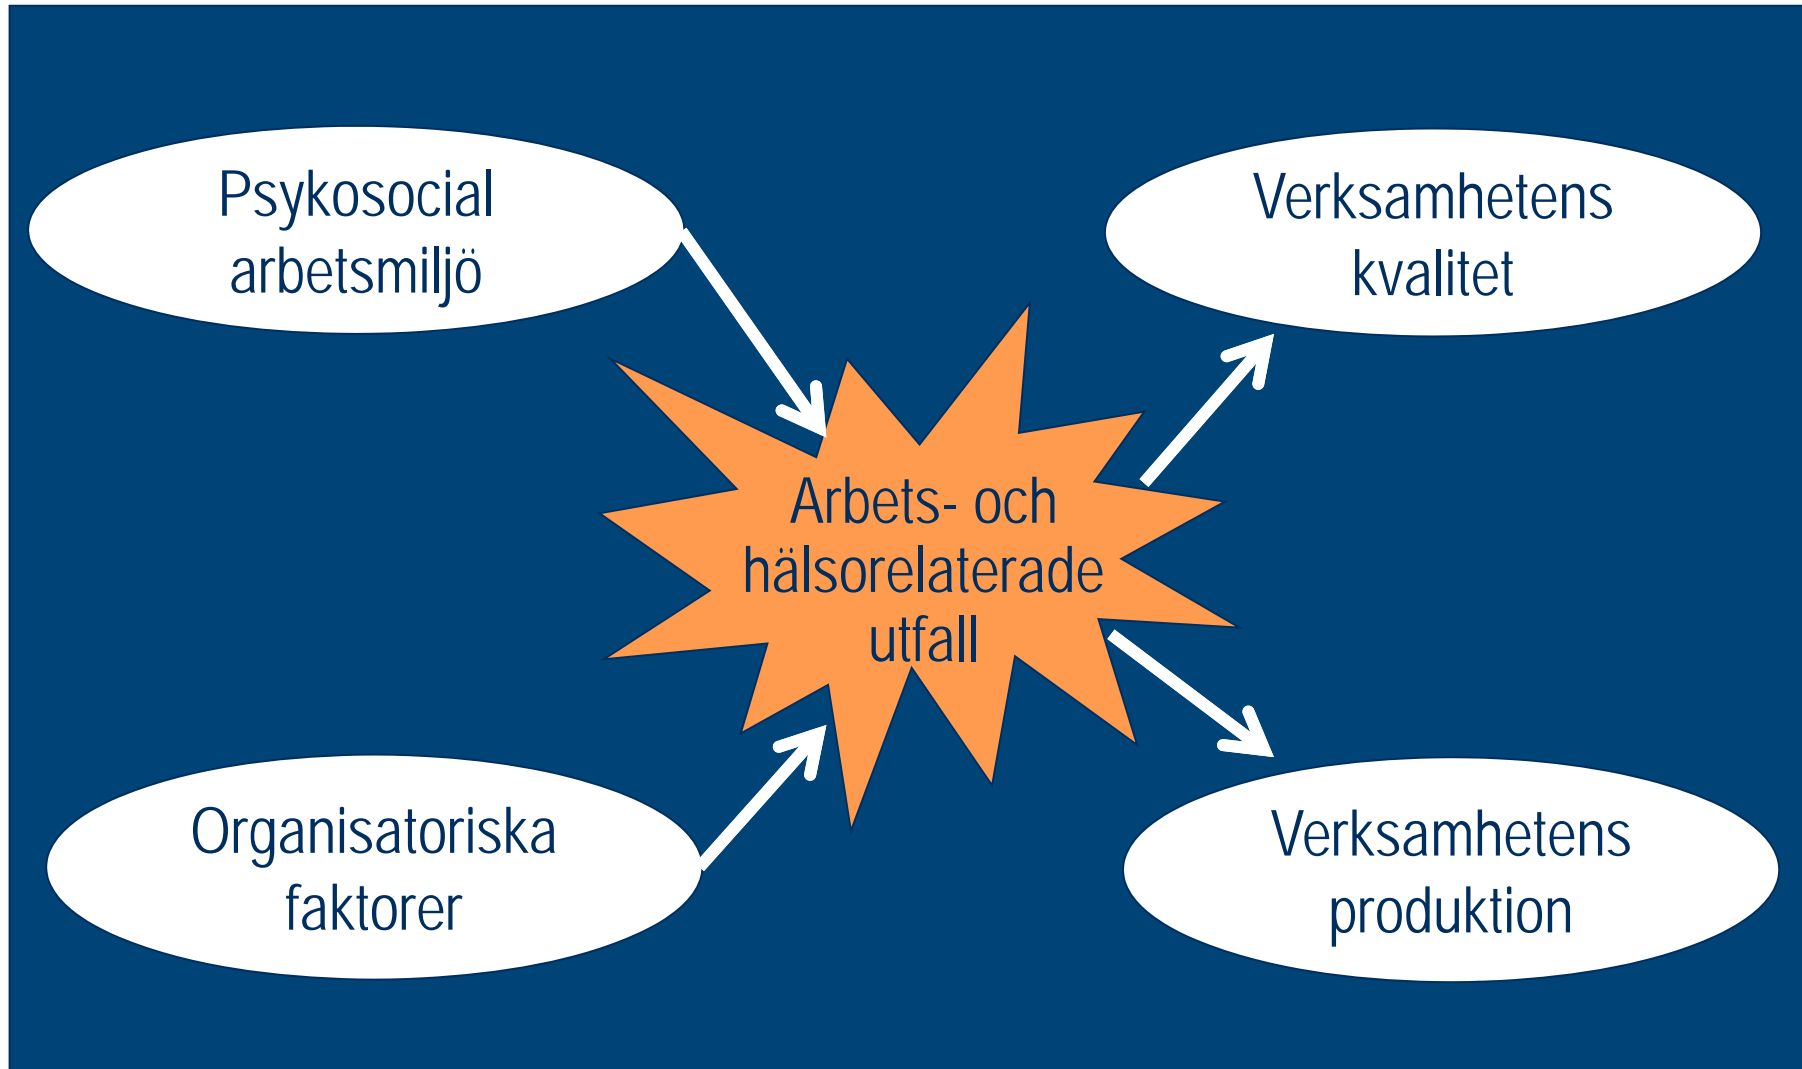 Psykosocial
arbetsmiljö
Verksamhetens
kvalitet
Arbets- och
hälsorelaterade
utfall
Organisatoriska
faktorer
Verksamhetens
produktion